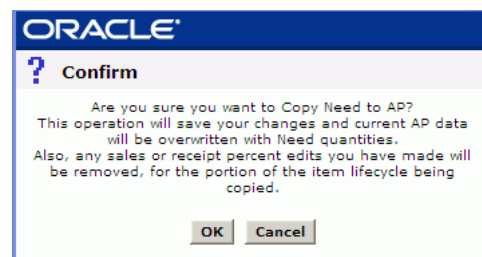 ORACLE
? Confirm
Are you sure you want to Copy Need to AP?
This operation will save your changes and current AP data
will be overwritten with Need quantities.
Also, any sales or receipt percent edits you have made will
be removed, for the portion of the item lifecycle being
copied.
OK Cancel